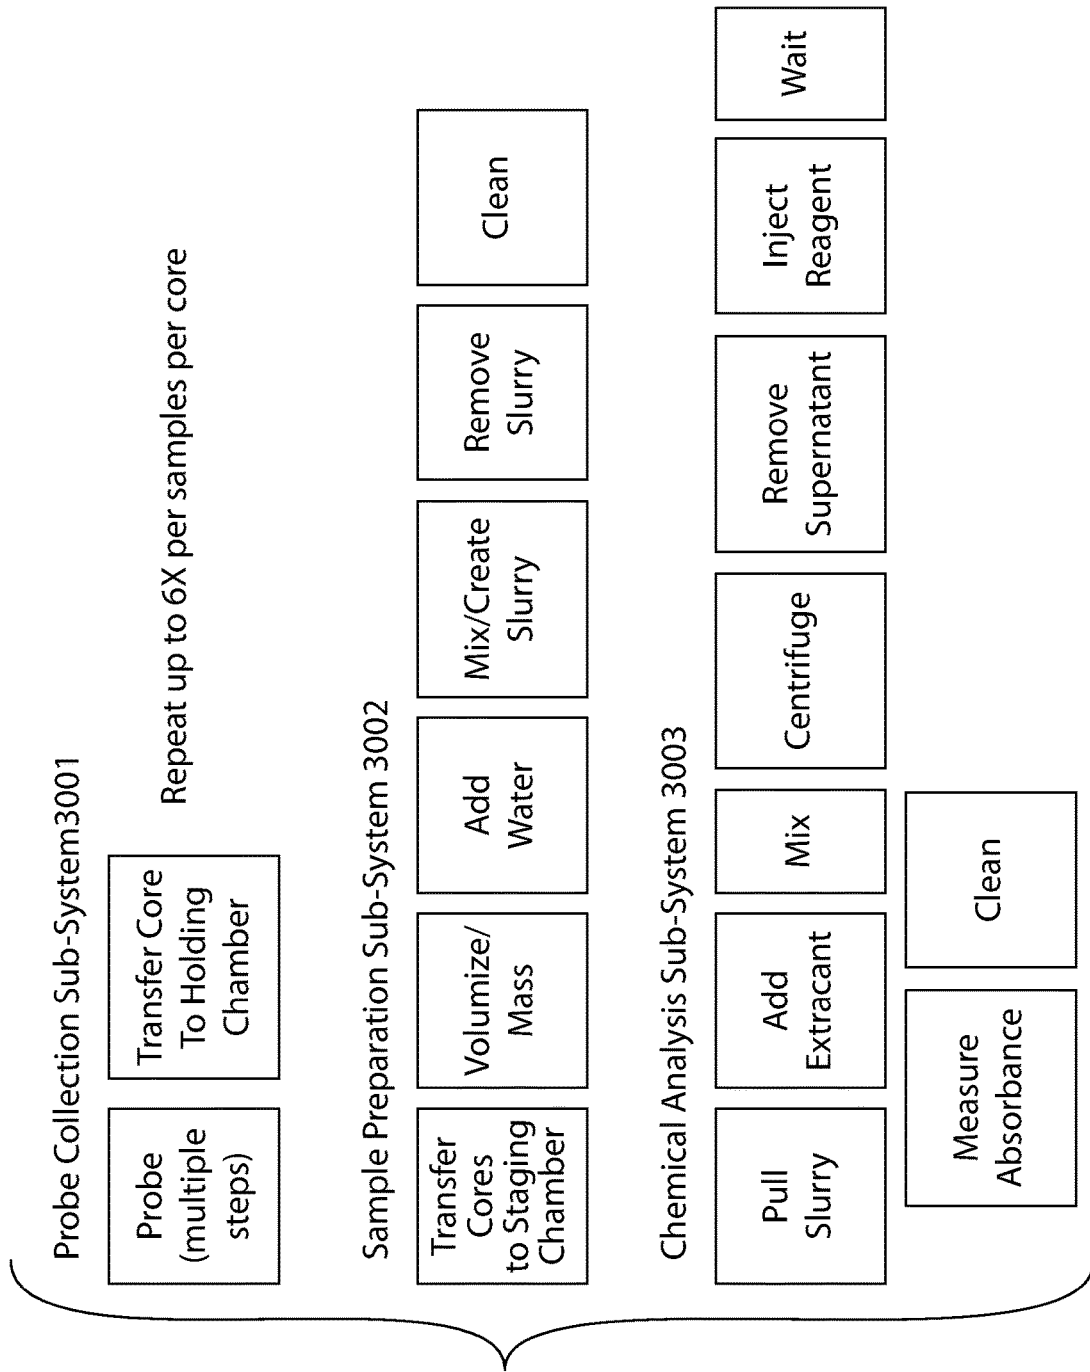 Probe Collection Sub-System3001
Probe
(multiple
steps)
Transfer Core
To Holding
Chamber
Repeat up to 6X per samples per core
Sample Preparation Sub-System 3002
Transfer
Cores
to Staging
Chamber
Volumize/
Mass
Add
Water
Mix/Create
Slurry
Remove
Slurry
Clean
Chemical Analysis Sub-System 3003
Pull
Slurry
Add
Extracant
Mix
Centrifuge
Remove
Supernatant
Inject
Reagent
Wait
Measure
Absorbance
Clean